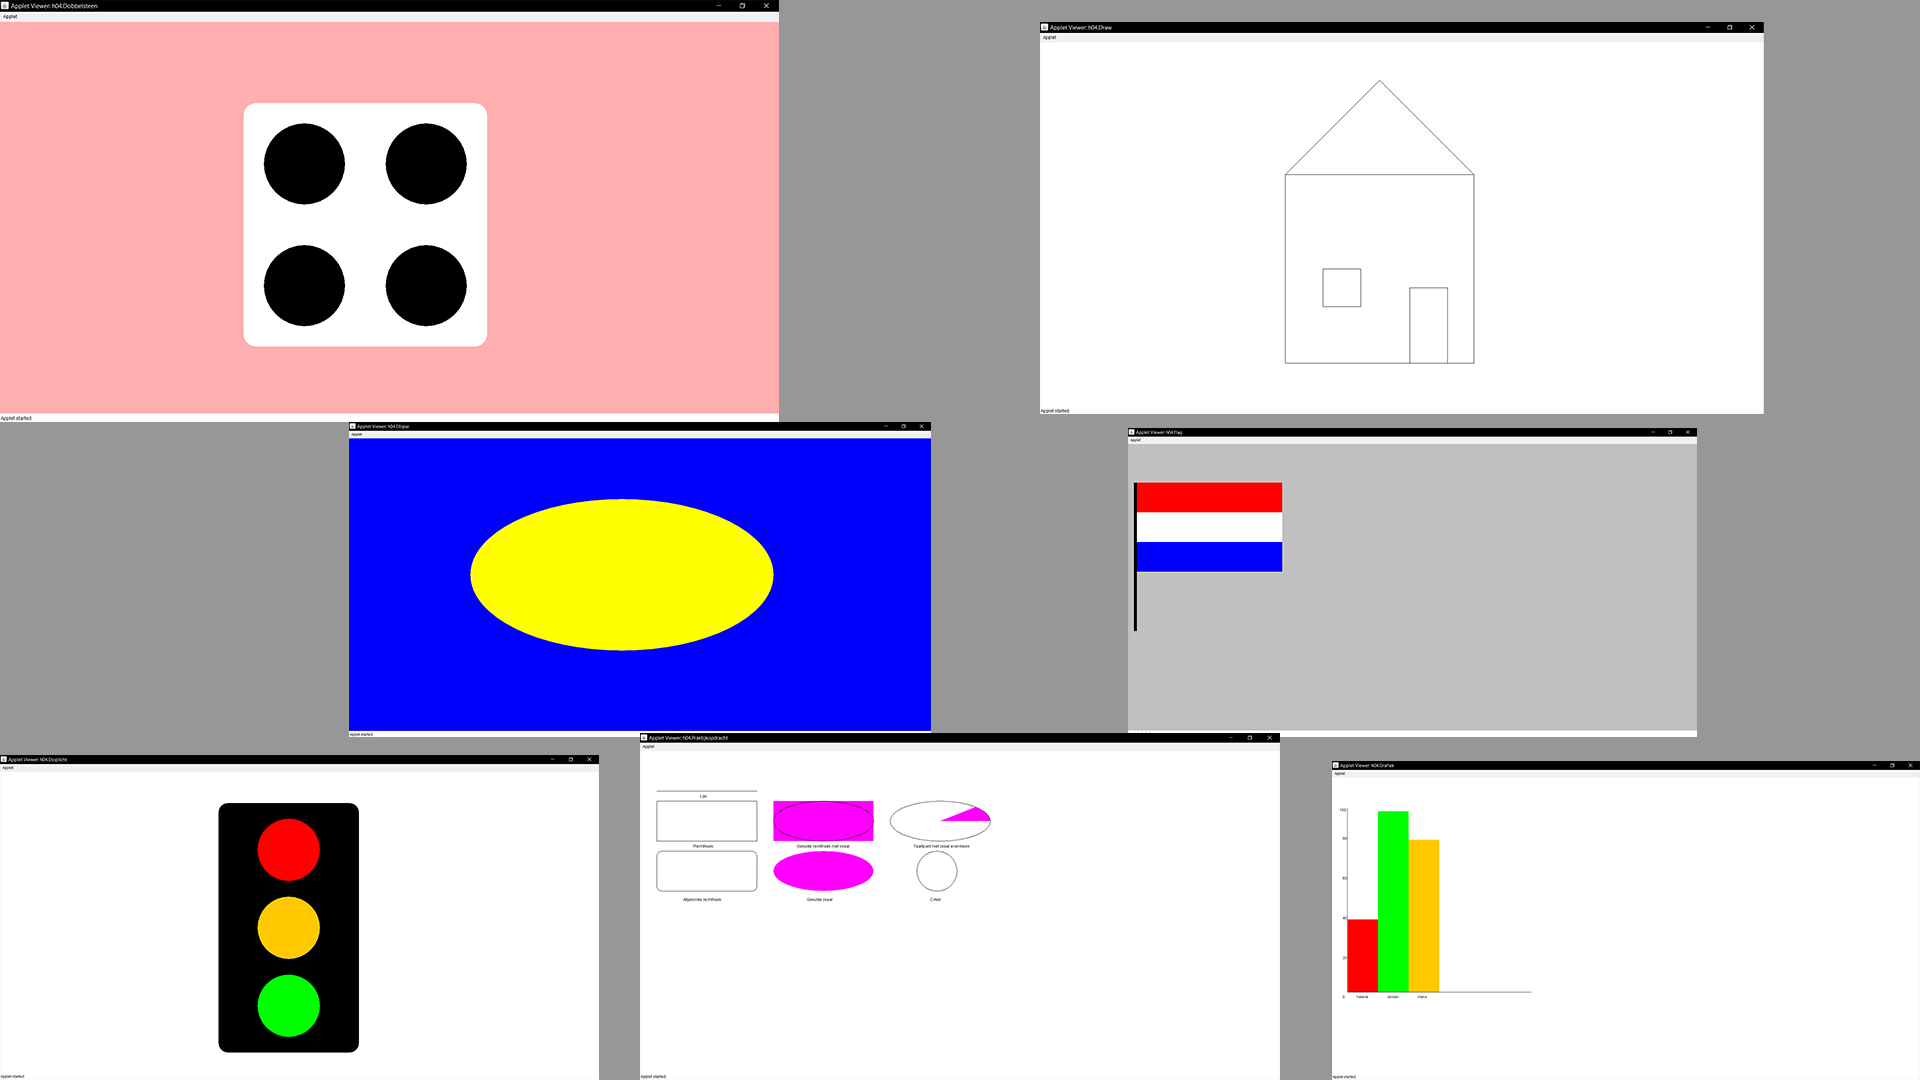 Applet Viewer: h04.Dobbelsteen
Applet
Applet started.
Applet Viewer: h04.Draw
Applet
Applet started.
Applet Viewer: h04.Ellipse
Applet
Applet started.
Applet Viewer: h04.Flag
Applet
Applet Viewer: h04.Stoplicht
Applet
Applet started.
Applet Viewer: h04.Praktijkopdracht
Applet
Lijn
Rechthoek
Gevulde rechthoek met ovaal
Taartpunt met ovaal eromheen
Afgeronde rechthoek
Gevulde ovaal
Cirkel
Applet started.
Applet Viewer: h04.Grafiek
Applet
100
80
60
40
20
0
Valerie
Jeroen
Hans
Applet started.